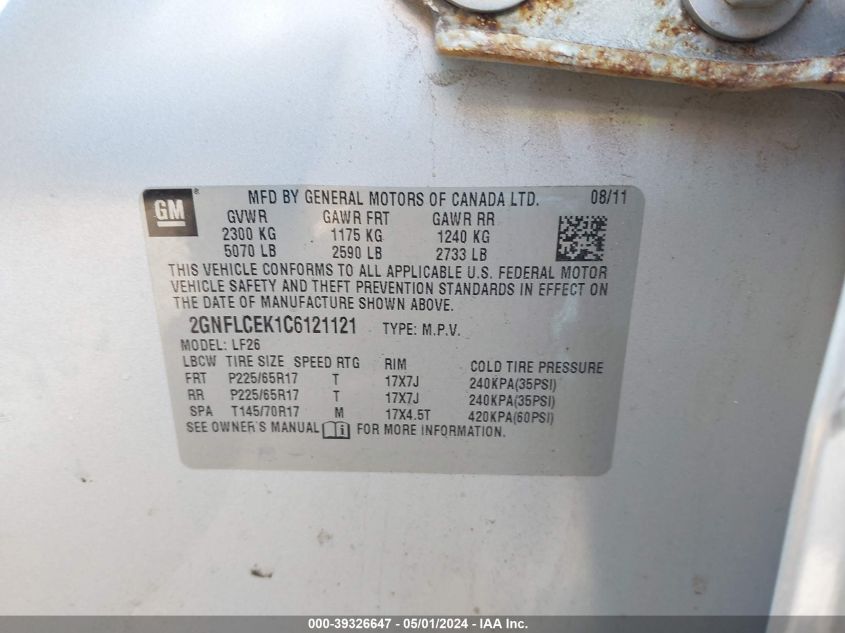 GM ® MFD BY GENERAL MOTORS OF CANADA LTD. 08/11
GVWR GAWR FRT GAWR RR
2300 KG 1175 KG 1240 KG
5070 LB 2590 LB 2733 LB
THIS VEHICLE CONFORMS TO ALL APPLICABLE U.S. FEDERAL MOTOR
VEHICLE SAFETY AND THEFT PREVENTION STANDARDS IN EFFECT ON
THE DATE OF MANUFACTURE SHOWN ABOVE.
2GNFLCEK1C6121121 TYPE: M.P.V.
MODEL: LF26
LBCW TIRE SIZE SPEED RTG RIM COLD TIRE PRESSURE
FRT P225/65R17 T 17X7J 240KPA(35PSI)
RR P225/65R17 T 17X7J 240KPA(35PSI)
SPA T145/70R17 M 17X4.5T 420KPA(60PSI)
SEE OWNER'S MANUAL i FOR MORE INFORMATION.
000-39326647 - 05/01/2024 - IAA Inc.